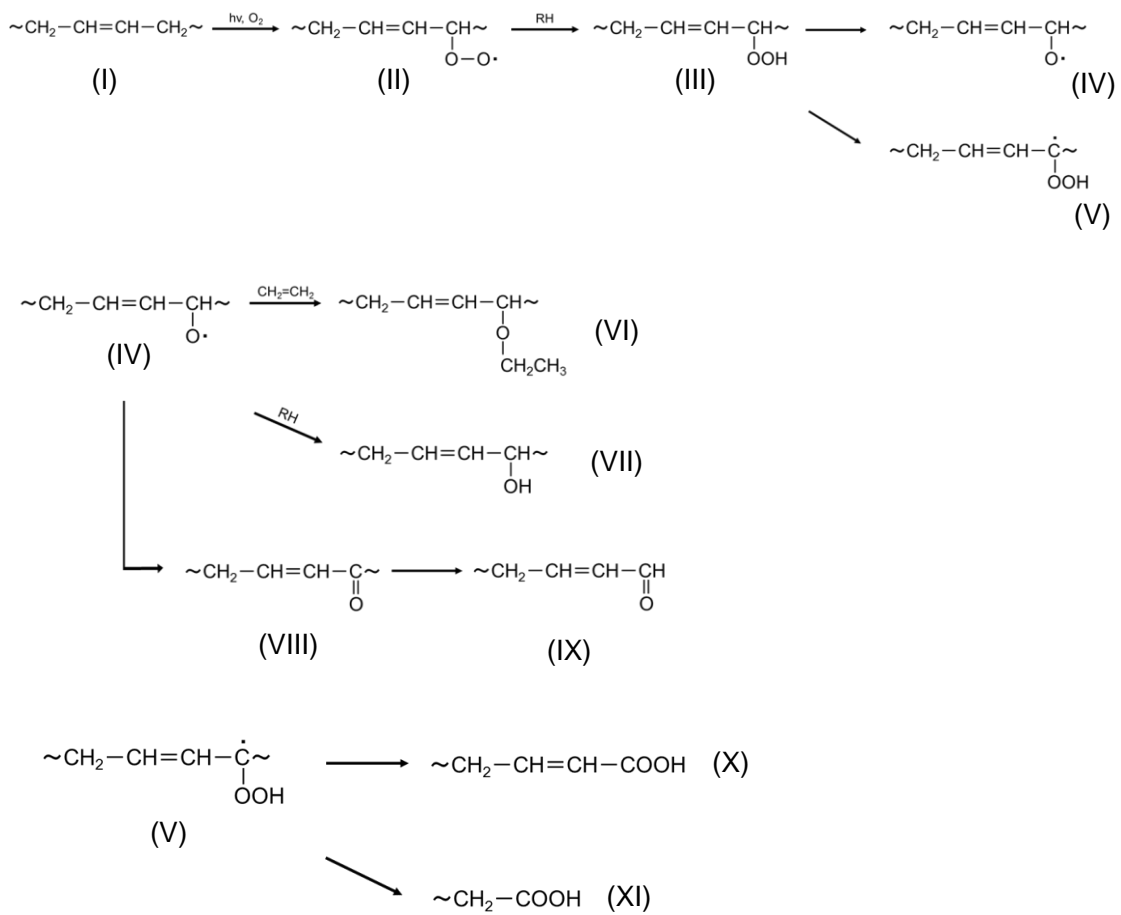 hν, O₂ RH
~CH₂−CH=CH−CH₂~ ~CH₂−CH=CH−CH~ ~CH₂−CH=CH−CH~ ~CH₂−CH=CH−CH~
O−O• OOH O•
(I) (II) (III) (IV)
~CH₂−CH=CH−Ċ~
OOH
(V)
CH₂=CH₂
~CH₂−CH=CH−CH~ ~CH₂−CH=CH−CH~
O• O (VI)
(IV) CH₂CH₃
RH
~CH₂−CH=CH−CH~ (VII)
OH
~CH₂−CH=CH−C~ ~CH₂−CH=CH−CH
O O
(VIII) (IX)
~CH₂−CH=CH−Ċ~ ~CH₂−CH=CH−COOH (X)
OOH
(V)
~CH₂−COOH (XI)